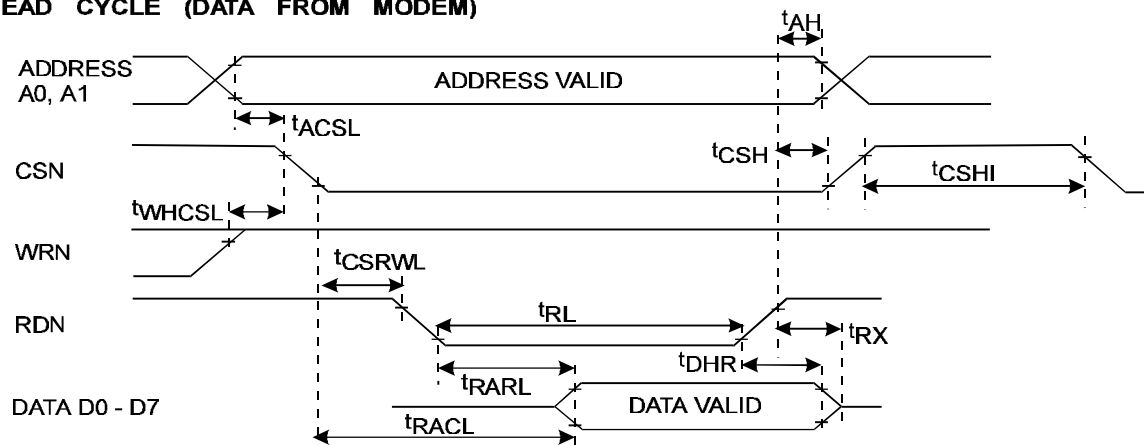 EAD CYCLE (DATA FROM MODEM)
tAH
ADDRESS
A0, A1
ADDRESS VALID
tACSL
CSN
tCSH
tCSHI
tWHCSL
WRN
tCSRWL
RDN
tRL
tRX
tDHR
tRARL
DATA D0 - D7
DATA VALID
tRACL